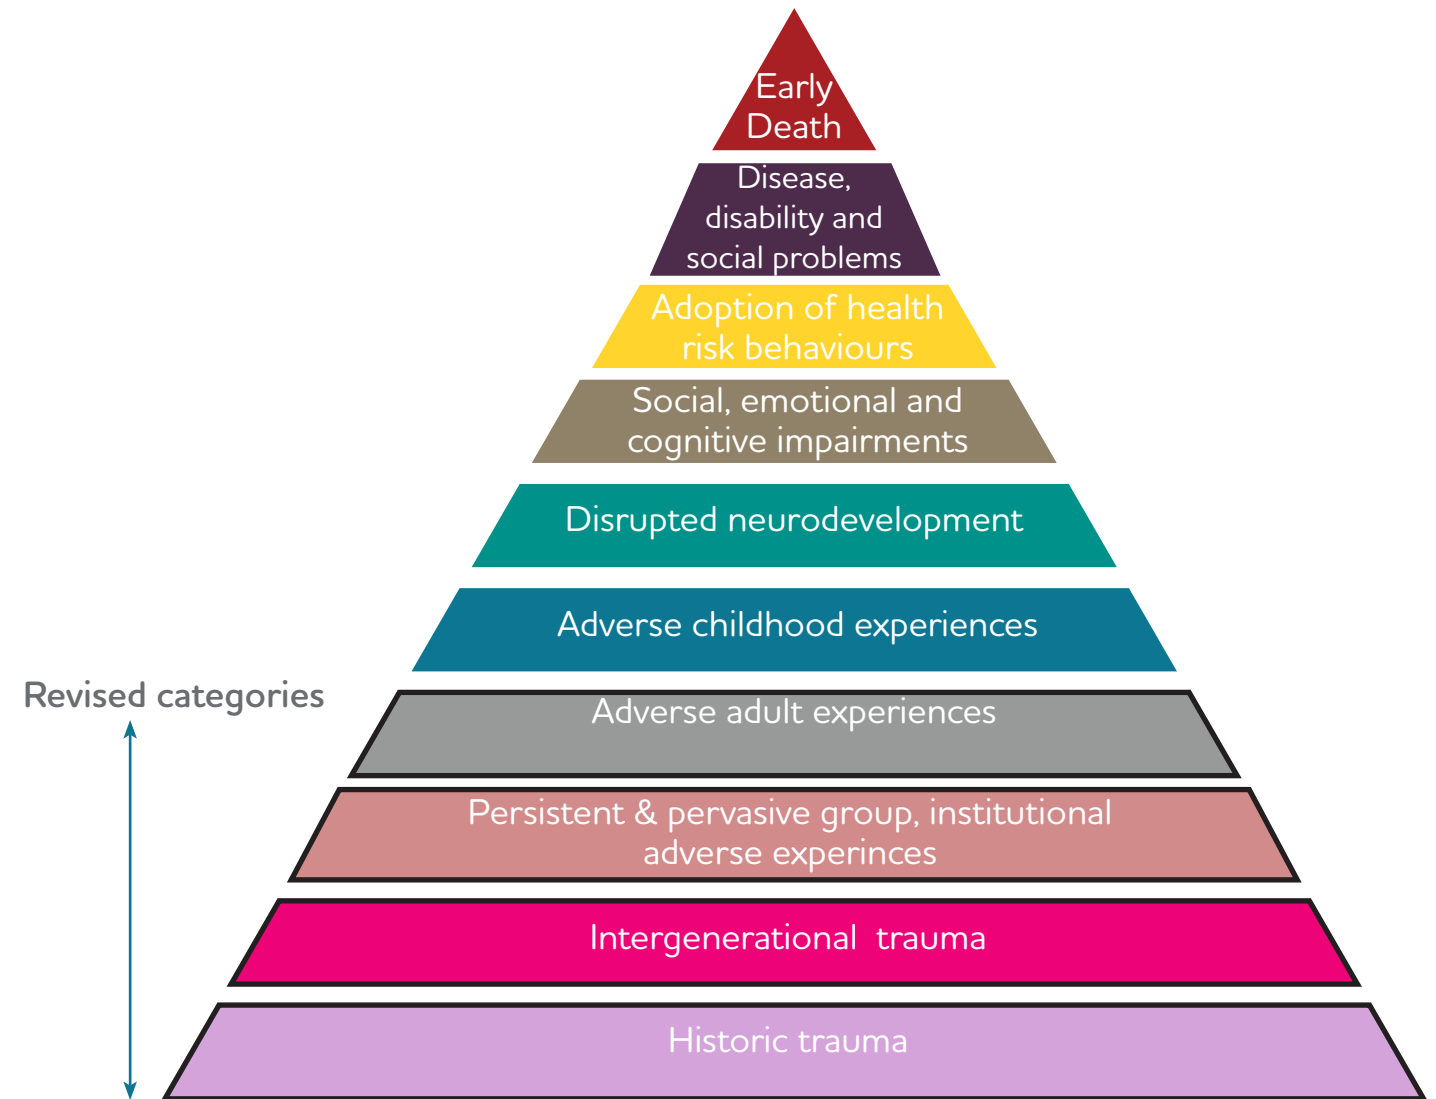 Early
Death
Disease,
disability and
social problems
Adoption of health
risk behaviours
Social, emotional and
cognitive impairments
Disrupted neurodevelopment
Adverse childhood experiences
Revised categories
Adverse adult experiences
Persistent & pervasive group, institutional
adverse experinces
Intergenerational trauma
Historic trauma